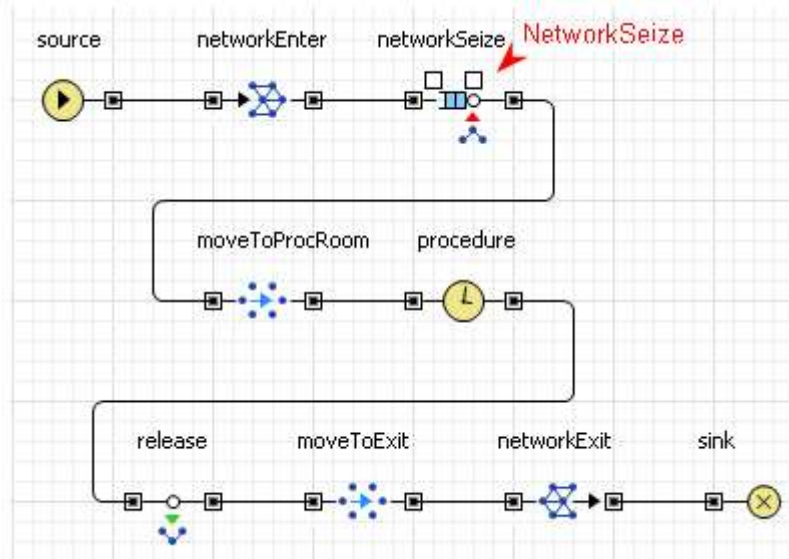 source
networkEnter
networkSeize
NetworkSeize
moveToProcRoom
procedure
release
moveToExit
networkExit
sink